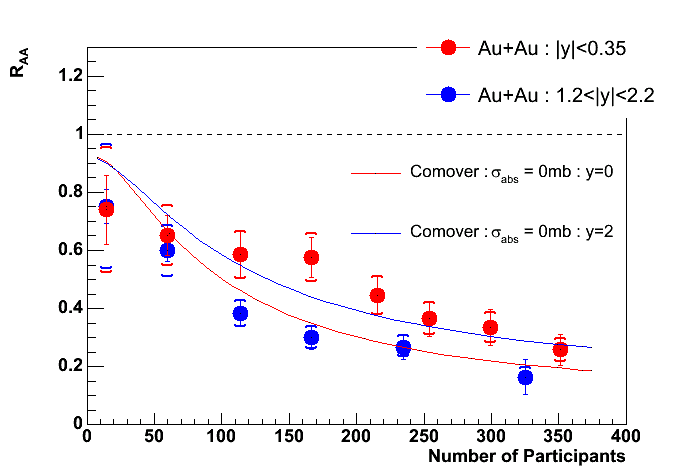 R_AA
Au+Au : |y|<0.35
Au+Au : 1.2<|y|<2.2
Comover : σ_abs = 0mb : y=0
Comover : σ_abs = 0mb : y=2
1.2
1
0.8
0.6
0.4
0.2
0
0 50 100 150 200 250 300 350 400
Number of Participants